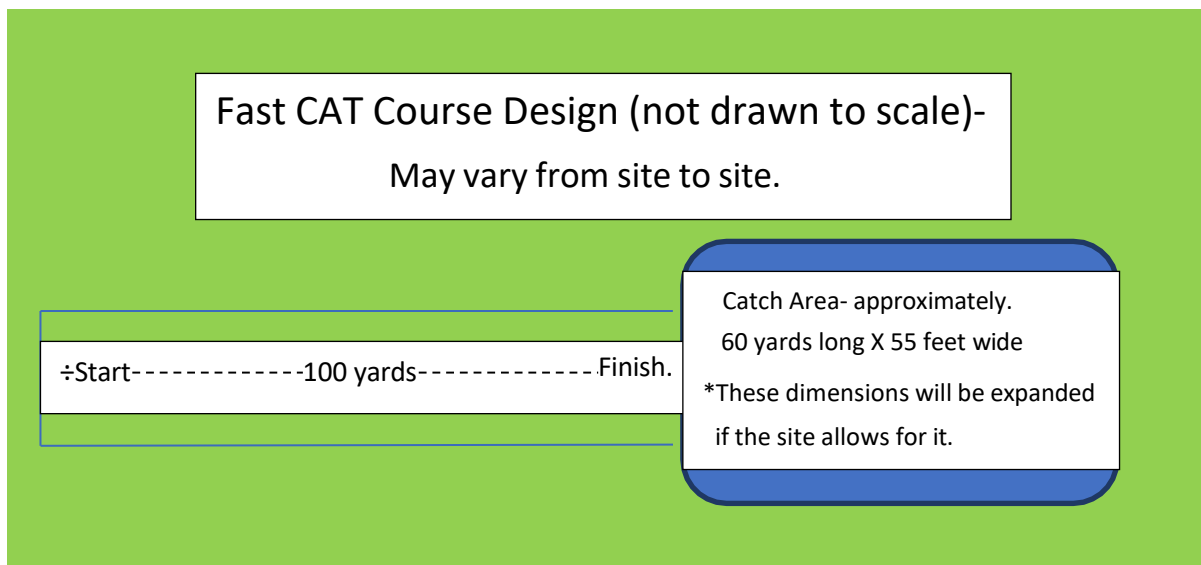 Fast CAT Course Design (not drawn to scale)-
May vary from site to site.
Catch Area- approximately.
60 yards long X 55 feet wide
*These dimensions will be expanded
if the site allows for it.
÷Start-------------100 yards-------------Finish.